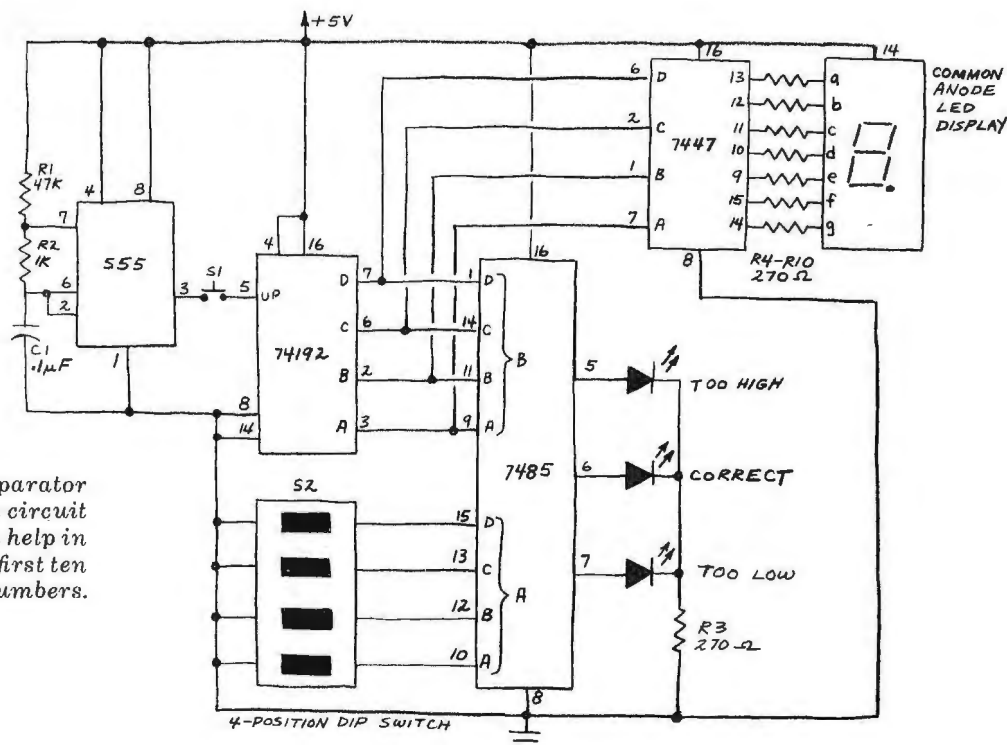 +5V
16
14
6
D
13
a
COMMON
ANODE
LED
DISPLAY
12
b
2
C
11
c
7447
10
d
1
B
9
e
15
f
7
A
14
g
8
R4-R10
270Ω
R1
47K
4
8
7
R2
1K
555
6
2
3
S1
5
UP
1
C1
.1μF
4
16
D
7
1
D
16
C
6
14
C
74192
B
2
11
B
A
3
9
A
B
8
14
5
TOO HIGH
7485
6
CORRECT
7
TOO LOW
R3
270Ω
S2
15
D
13
C
12
B
10
A
A
8
4-POSITION DIP SWITCH
parator
circuit
help in
first ten
umbers.